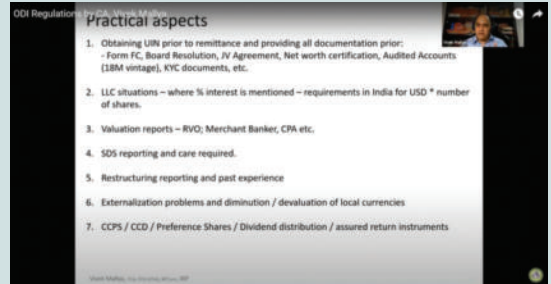 ODI Regulations by CA. Vivek Mallya
Practical aspects
1. Obtaining UIN prior to remittance and providing all documentation prior:
- Form FC, Board Resolution, JV Agreement, Net worth certification, Audited Accounts
(18M vintage), KYC documents, etc.
2. LLC situations – where % interest is mentioned – requirements in India for USD * number
of shares.
3. Valuation reports – RVO; Merchant Banker, CPA etc.
4. SDS reporting and care required.
5. Restructuring reporting and past experience
6. Externalization problems and diminution / devaluation of local currencies
7. CCPS / CCD / Preference Shares / Dividend distribution / assured return instruments